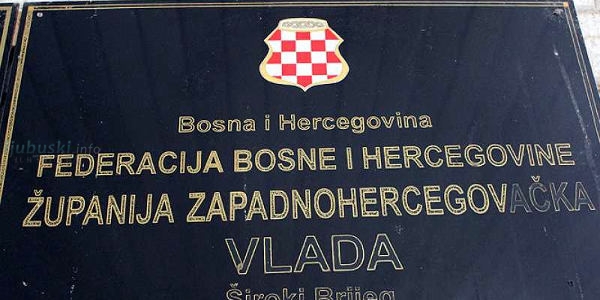 Bosna i Hercegovina
FEDERACIJA BOSNE I HERCEGOVINE
ŽUPANIJA ZAPADNOHERCEGOVAČKA
VLADA
Široki Brijeg